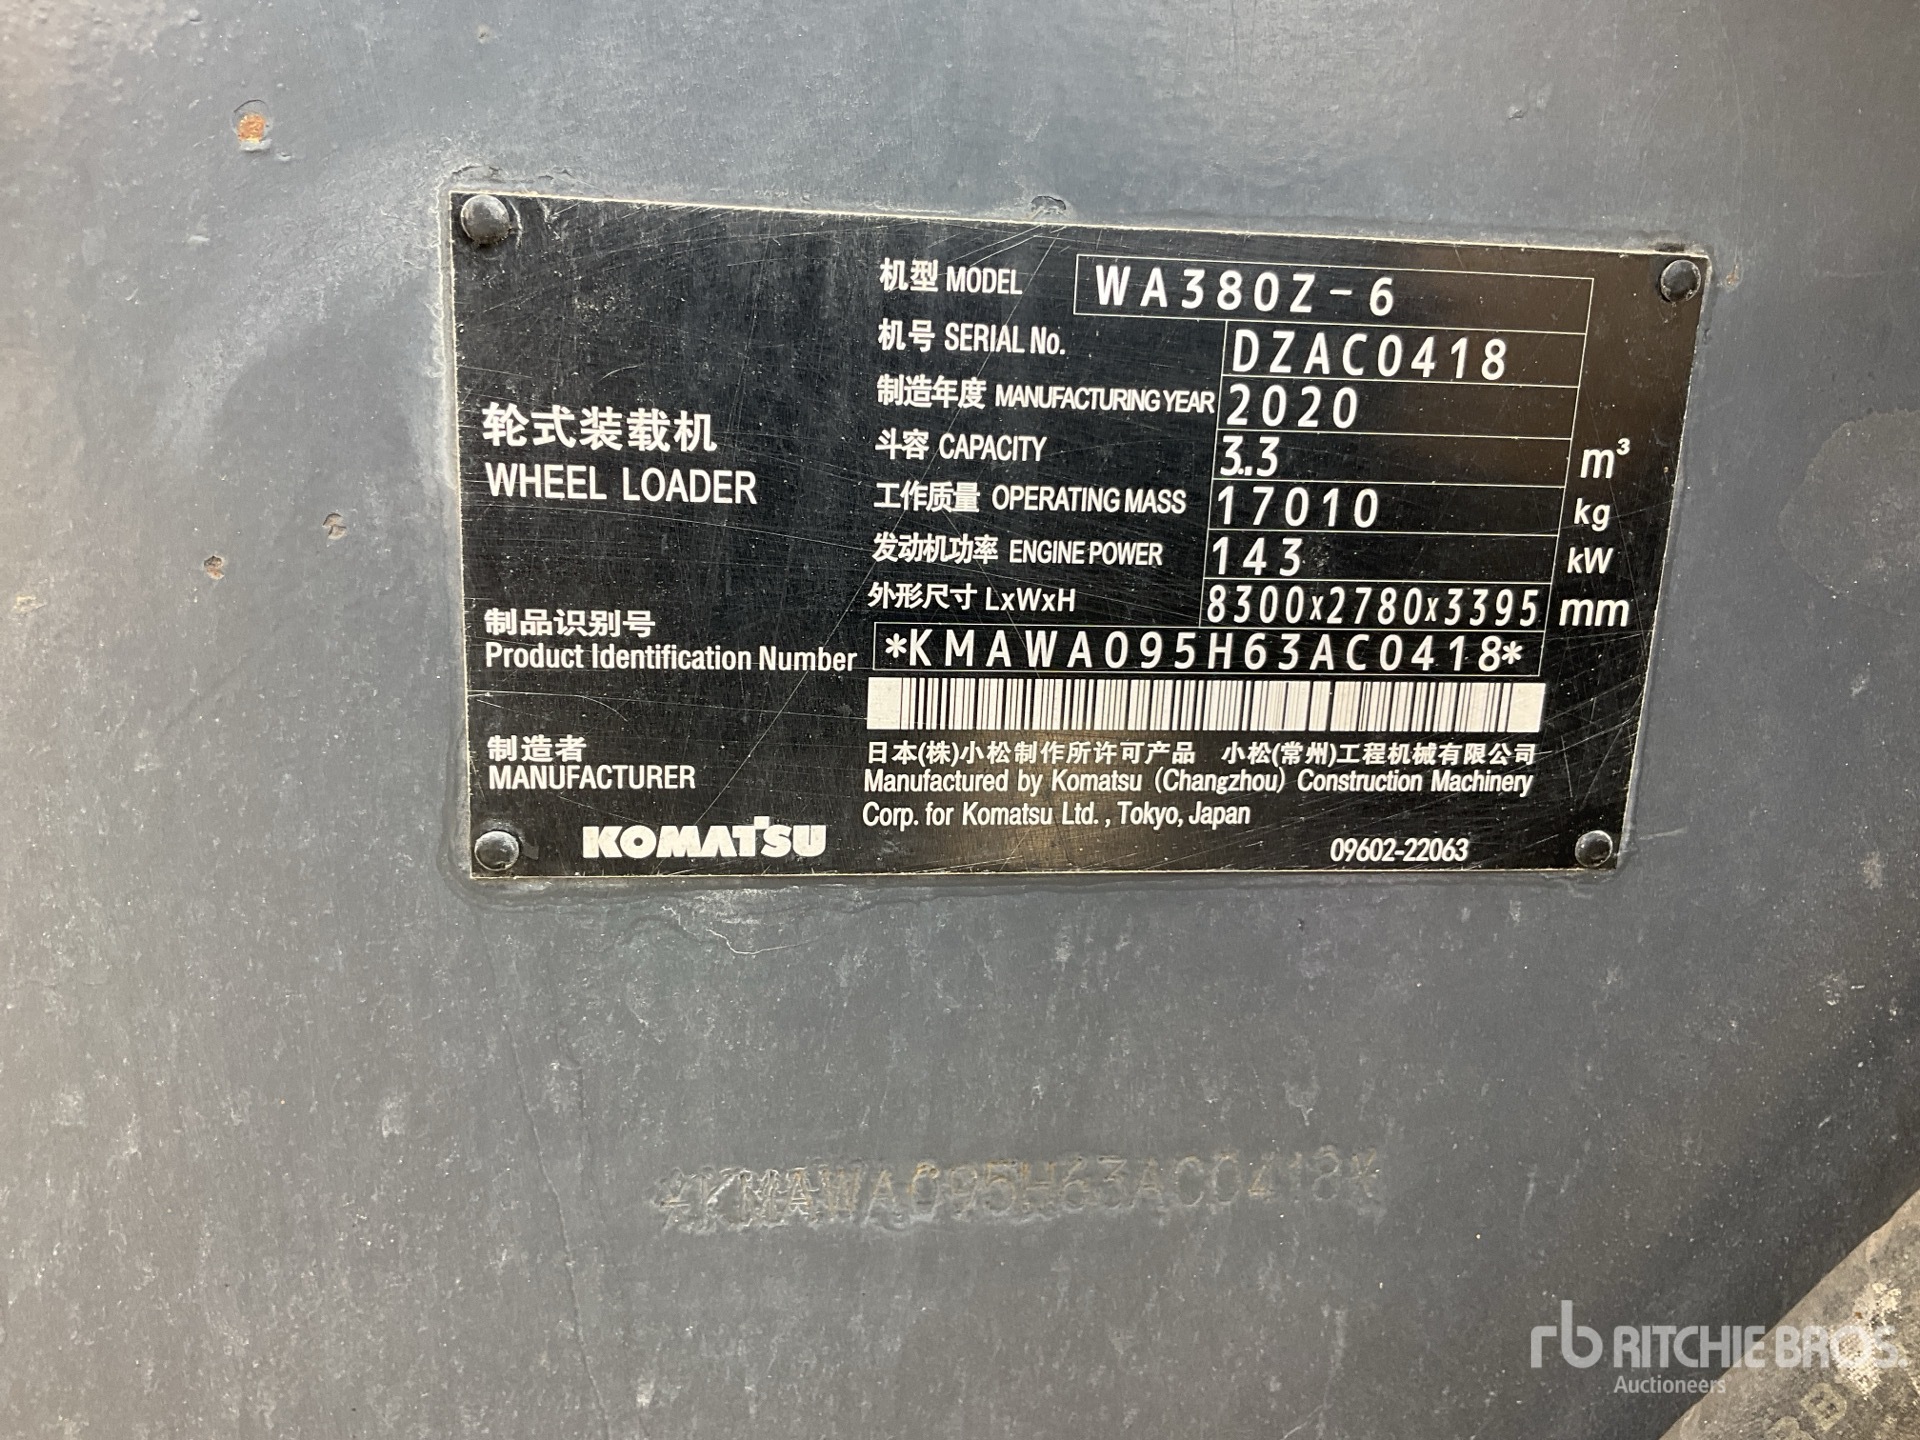 机型 MODEL WA380Z-6
机号 SERIAL No. DZAC0418
制造年度 MANUFACTURING YEAR 2020
斗容 CAPACITY 3.3 m³
工作质量 OPERATING MASS 17010 kg
发动机功率 ENGINE POWER 143 kW
外形尺寸 LxWxH 8300x2780x3395 mm
轮式装载机
WHEEL LOADER
制品识别号
Product Identification Number *KMAWA095H63AC0418*
制造者
MANUFACTURER
日本(株)小松制作所许可产品 小松(常州)工程机械有限公司
Manufactured by Komatsu (Changzhou) Construction Machinery
Corp. for Komatsu Ltd., Tokyo, Japan
KOMATSU
09602-22063
*KMAWA095H63AC0418*
rb RITCHIE BROS.
Auctioneers